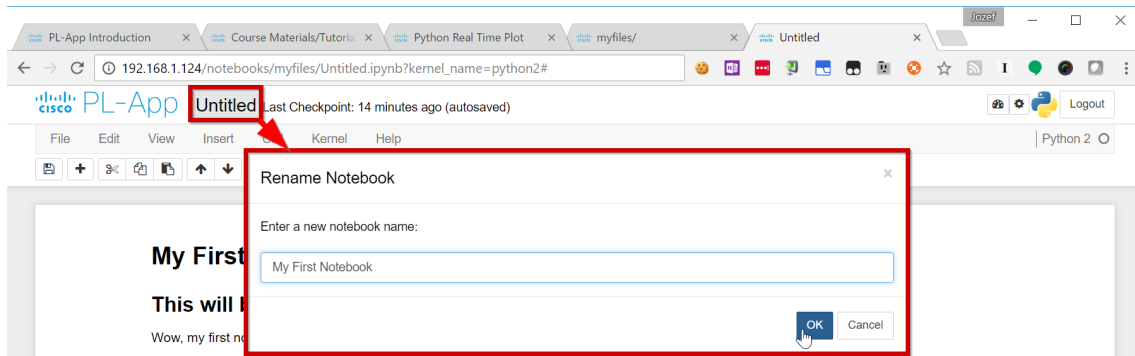 Jozef
PL-App Introduction
Course Materials/Tutoria
Python Real Time Plot
myfiles/
Untitled
192.168.1.124/notebooks/myfiles/Untitled.ipynb?kernel_name=python2#
cisco PL-App Untitled Last Checkpoint: 14 minutes ago (autosaved) Logout
File Edit View Insert Kernel Help Python 2
Rename Notebook
Enter a new notebook name:
My First
My First Notebook
This will
OK Cancel
Wow, my first no